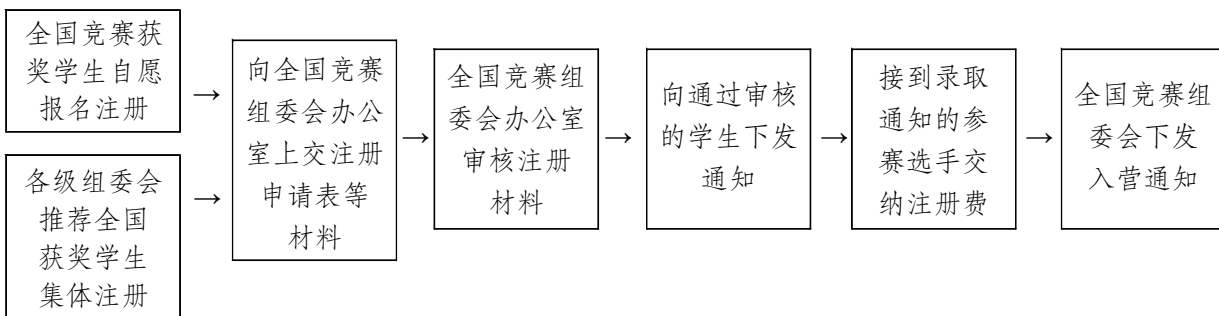 全国竞赛获
奖学生自愿
报名注册
→
各级组委会
推荐全国
获奖学生
集体注册
→
向全国竞赛
组委会办公
室上交注册
申请表等
材料
→
全国竞赛组
委会办公室
审核注册
材料
→
向通过审核
的学生下发
通知
→
接到录取
通知的参
赛选手交
纳注册费
→
全国竞赛组
委会下发
入营通知